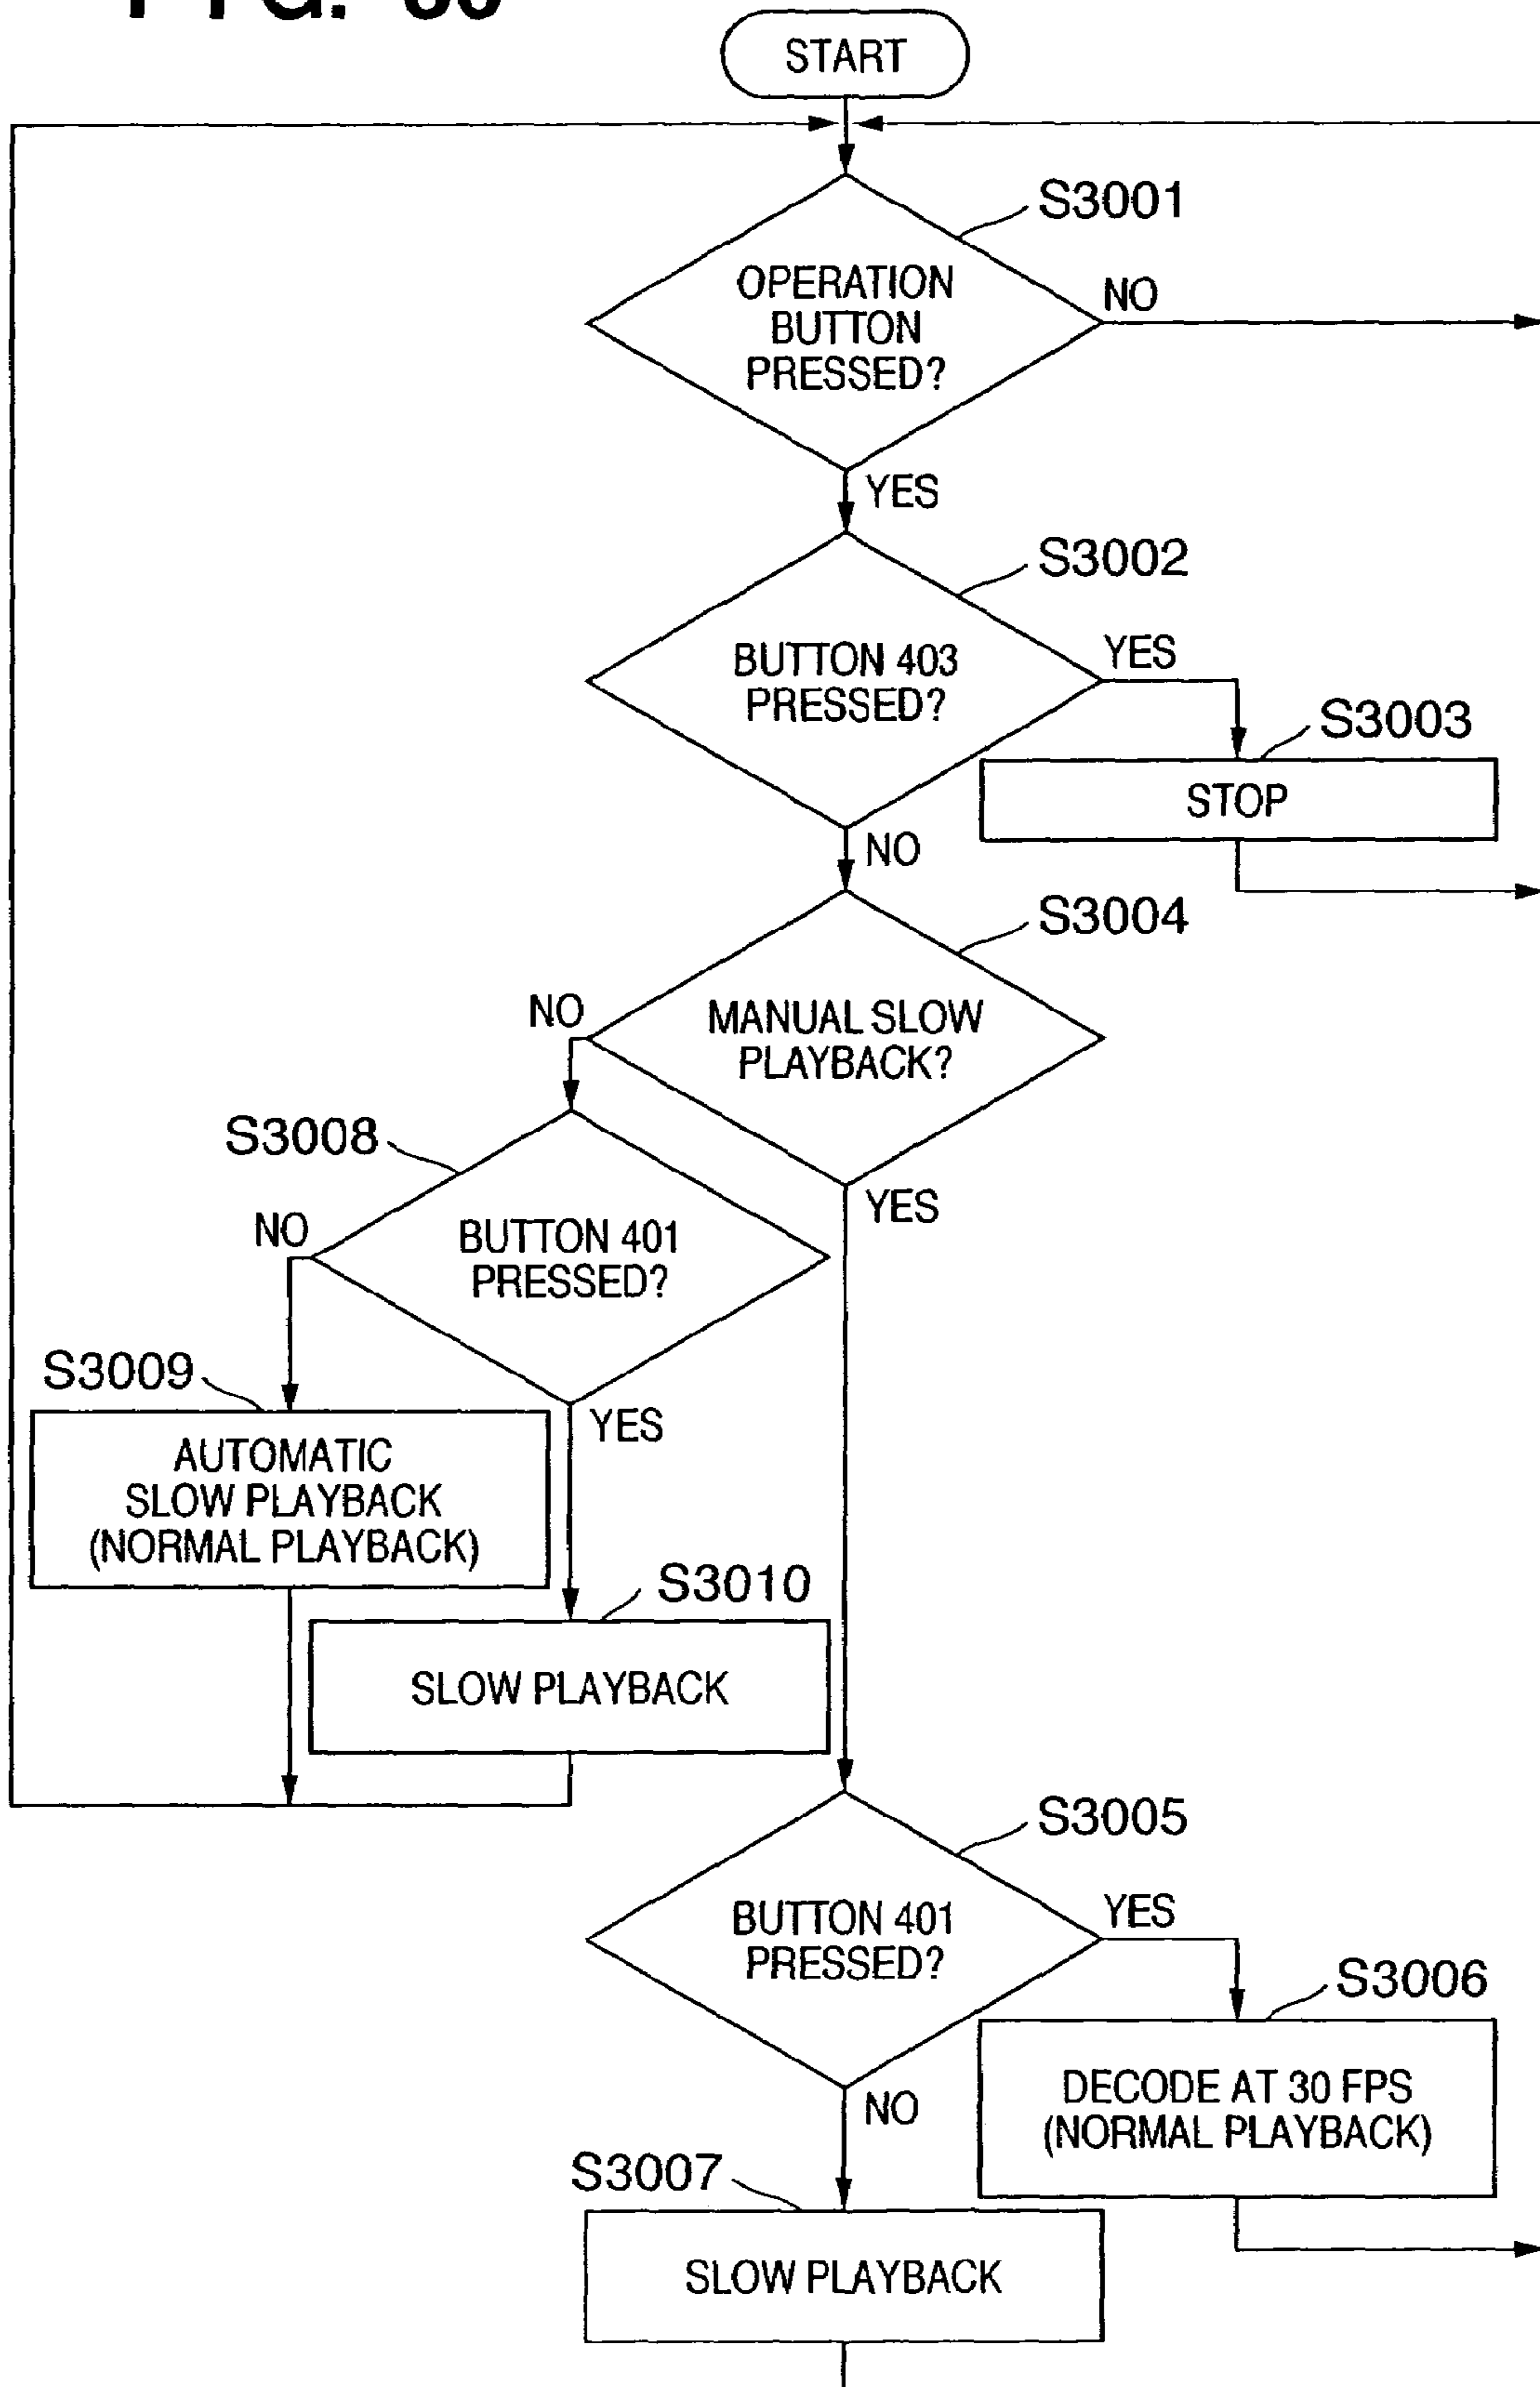 START
S3001
OPERATION
BUTTON
PRESSED?
NO
YES
S3002
BUTTON 403
PRESSED?
YES
S3003
STOP
NO
S3004
MANUAL SLOW
PLAYBACK?
NO
YES
S3008
BUTTON 401
PRESSED?
NO
YES
S3009
AUTOMATIC
SLOW PLAYBACK
(NORMAL PLAYBACK)
S3010
SLOW PLAYBACK
S3005
BUTTON 401
PRESSED?
YES
S3006
DECODE AT 30 FPS
(NORMAL PLAYBACK)
NO
S3007
SLOW PLAYBACK